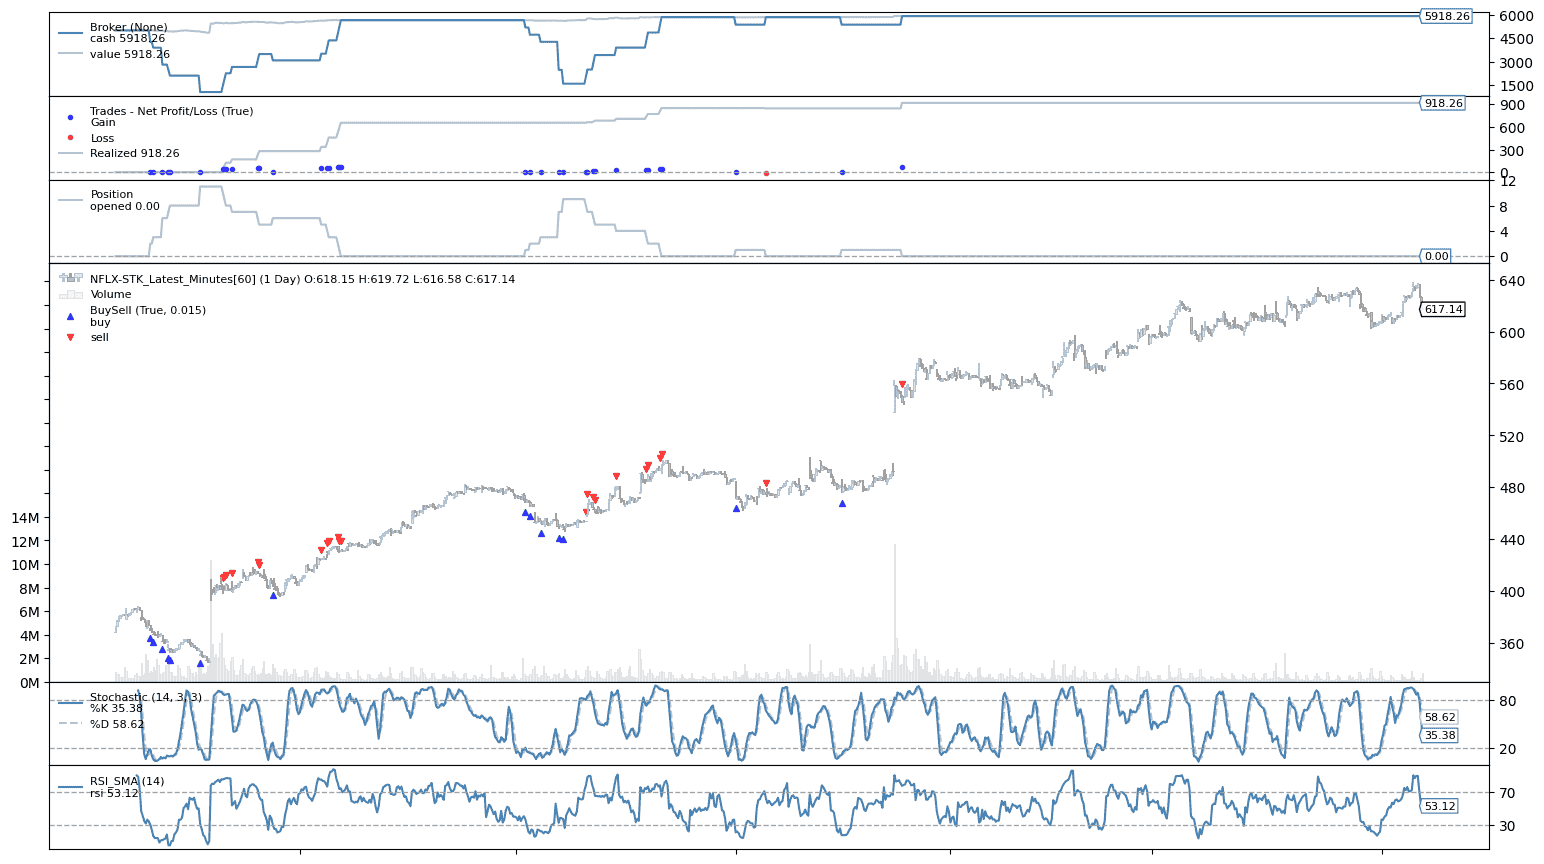 Broker (None)
cash 5918.26
value 5918.26
5918.26
6000
4500
3000
1500
Trades - Net Profit/Loss (True)
Gain
Loss
Realized 918.26
918.26
900
600
300
0
Position
opened 0.00
12
8
4
0
0.00
NFLX-STK_Latest_Minutes[60] (1 Day) O:618.15 H:619.72 L:616.58 C:617.14
Volume
BuySell (True, 0.015)
buy
sell
617.14
640
600
560
520
480
440
400
360
14M
12M
10M
8M
6M
4M
2M
0M
Stochastic (14, 3, 3)
%K 35.38
%D 58.62
80
58.62
35.38
20
RSI_SMA (14)
rsi 53.12
70
53.12
30